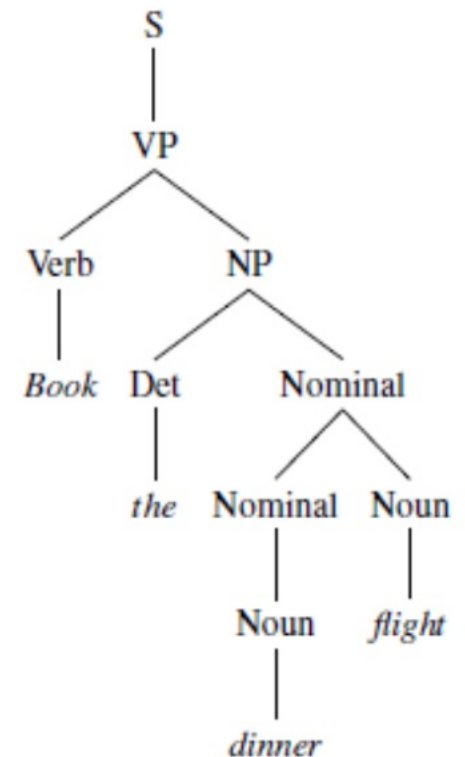 S
VP
Verb NP
Book Det Nominal
the Nominal Noun
Noun flight
dinner